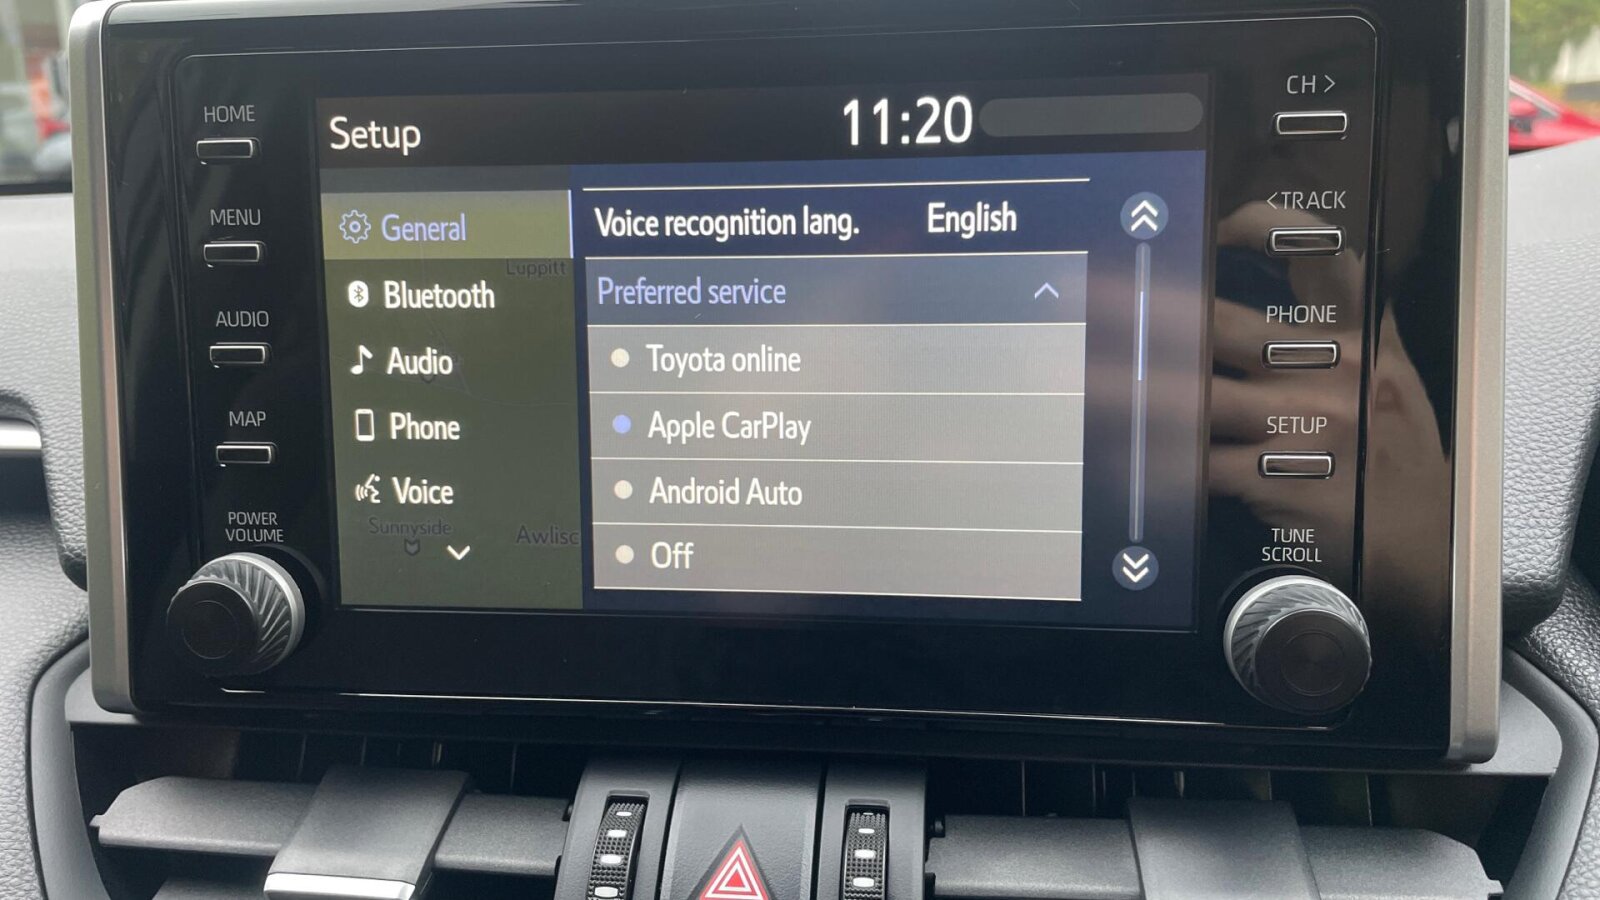 HOME
MENU
AUDIO
MAP
POWER
VOLUME
Setup
11:20
General
Luppitt
Bluetooth
Audio
Phone
Voice
Sunnyside
Voice recognition lang. English
Preferred service
Toyota online
Apple CarPlay
Android Auto
Off
CH >
< TRACK
PHONE
SETUP
TUNE
SCROLL